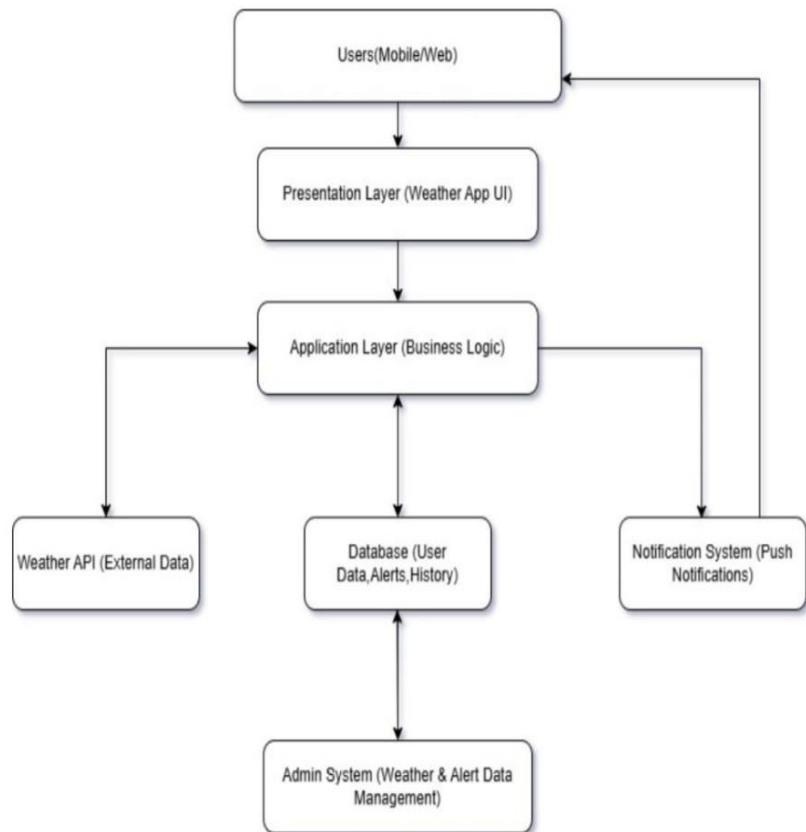 Users(Mobile/Web)
Presentation Layer (Weather App UI)
Application Layer (Business Logic)
Weather API (External Data)
Database (User
Data,Alerts,History)
Notification System (Push
Notifications)
Admin System (Weather & Alert Data
Management)